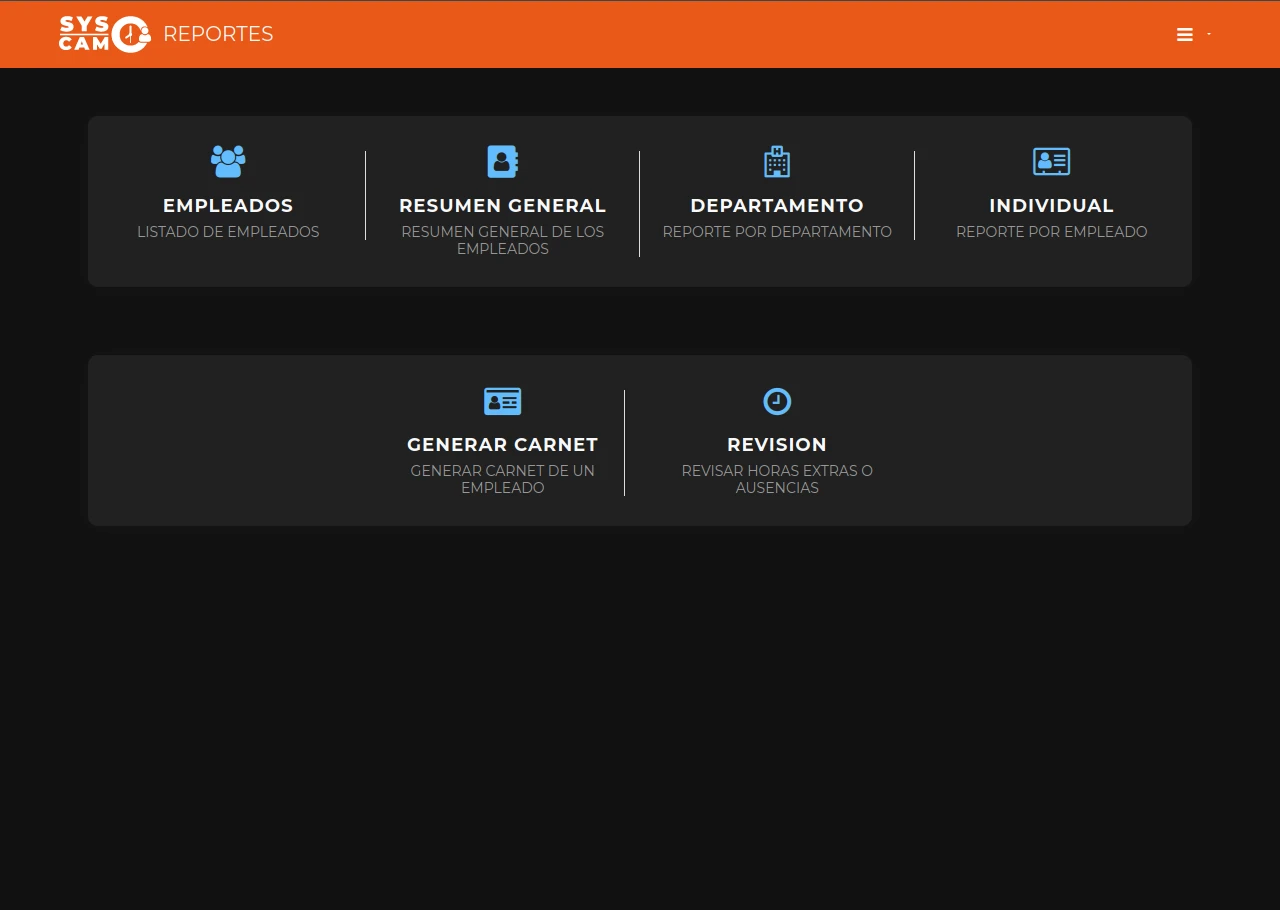 SYS
CAM
REPORTES
EMPLEADOS
LISTADO DE EMPLEADOS
RESUMEN GENERAL
RESUMEN GENERAL DE LOS
EMPLEADOS
DEPARTAMENTO
REPORTE POR DEPARTAMENTO
INDIVIDUAL
REPORTE POR EMPLEADO
GENERAR CARNET
GENERAR CARNET DE UN
EMPLEADO
REVISION
REVISAR HORAS EXTRAS O
AUSENCIAS